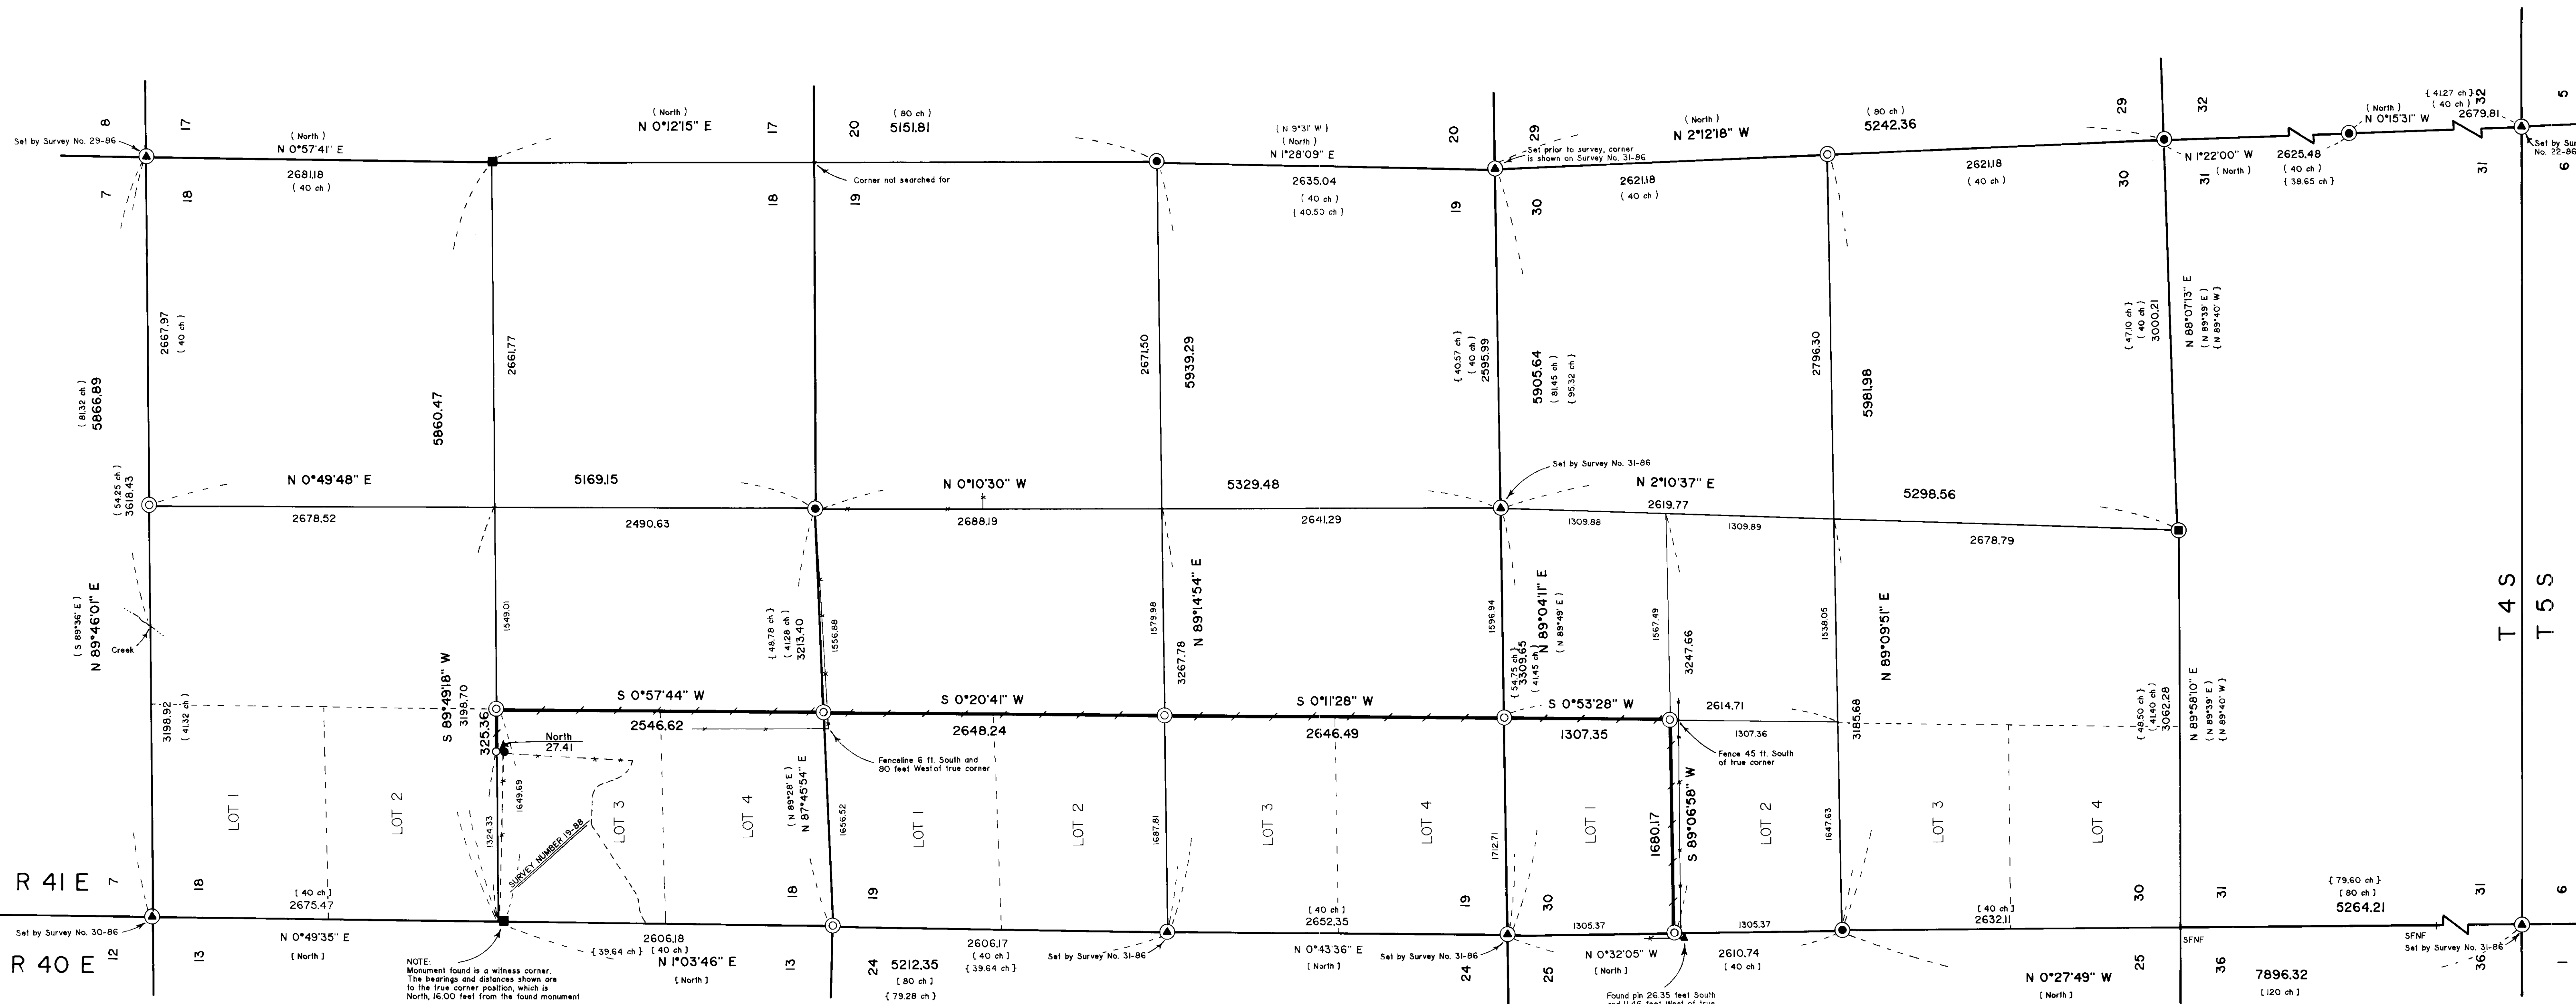 8
17
( North )
N 0°12'15" E
17
20
( 80 ch )
5151.81
20
29
( North )
N 2°12'18" W
( 80 ch )
5242.36
29
32
{ 41.27 ch }
( 40 ch )
2679.81
32
5
( North )
N 0°15'31" W
Set by Survey No. 29-86
( North )
N 0°57'41" E
2681.18
( 40 ch )
7
18
Corner not searched for
18
19
( N 9°31' W )
( North )
N 1°28'09" E
2635.04
( 40 ch )
{ 40.50 ch }
Set prior to survey, corner
is shown on Survey No. 31-86
19
30
2621.18
( 40 ch )
2621.18
( 40 ch )
30
31
N 1°22'00" W
( North )
2625.48
( 40 ch )
{ 38.65 ch }
31
6
Set by Sur
No. 22-86
2667.97
( 40 ch )
( 81.32 ch )
5866.89
2661.77
5860.47
2671.50
5939.29
{ 40.57 ch }
( 40 ch )
2595.99
5905.64
( 81.45 ch )
{ 95.32 ch }
2796.30
5981.98
{ 47.10 ch }
( 40 ch )
3000.21
N 88°07'13" E
( N 89°39' E )
{ N 89°40' W }
( 54.25 ch )
3618.43
N 0°49'48" E
5169.15
2678.52
2490.63
N 0°10'30" W
5329.48
2688.19
2641.29
Set by Survey No. 31-86
N 2°10'37" E
2619.77
1309.88
1309.89
5298.56
2678.79
( S 89°36' E )
N 89°46'01" E
Creek
3198.92
( 41.32 ch )
1549.01
S 89°49'18" W
3198.70
325.36
{ 48.78 ch }
( 41.28 ch )
3213.40
1556.88
1579.98
N 89°14'54" E
3267.78
1596.94
N 89°04'11" E
( N 89°49' E )
{ 54.75 ch }
3309.65
( 41.45 ch )
1567.49
3247.66
1538.05
N 89°09'51" E
3185.68
{ 48.50 ch }
( 41.40 ch )
3062.28
N 89°58'10" E
( N 89°39' E )
{ N 89°40' W }
T 4 S
T 5 S
S 0°57'44" W
2546.62
S 0°20'41" W
2648.24
S 0°11'28" W
2646.49
S 0°53'28" W
1307.35
2614.71
1307.36
North
27.41
Fenceline 6 ft. South and
80 feet West of true corner
Fence 45 ft. South
of true corner
LOT 1
LOT 2
1324.33
1649.69
LOT 3
LOT 4
( N 89°28' E )
N 87°45'54" E
1656.52
LOT 1
LOT 2
1687.81
LOT 3
LOT 4
1712.71
LOT 1
1680.17
S 89°06'58" W
LOT 2
1647.63
LOT 3
LOT 4
SURVEY NUMBER 19-88
R 41 E
7
18
[ 40 ch ]
2675.47
18
19
[ 40 ch ]
2652.35
19
30
1305.37
1305.37
[ 40 ch ]
2632.11
30
31
{ 79.60 ch }
[ 80 ch ]
5264.21
31
6
Set by Survey No. 30-86
R 40 E
12
13
N 0°49'35" E
[ North ]
NOTE:
Monument found is a witness corner.
The bearings and distances shown are
to the true corner position, which is
North, 16.00 feet from the found monument
2606.18
{ 39.64 ch }
[ 40 ch ]
N 1°03'46" E
[ North ]
13
24
5212.35
[ 80 ch ]
{ 79.28 ch }
2606.17
[ 40 ch ]
{ 39.64 ch }
Set by Survey No. 31-86
N 0°43'36" E
[ North ]
Set by Survey No. 31-86
24
25
N 0°32'05" W
[ North ]
2610.74
[ 40 ch ]
Found pin 26.35 feet South
and 11.46 feet West of true
N 0°27'49" W
[ North ]
25
36
SFNF
7896.32
[ 120 ch ]
SFNF
Set by Survey No. 31-86
36
1